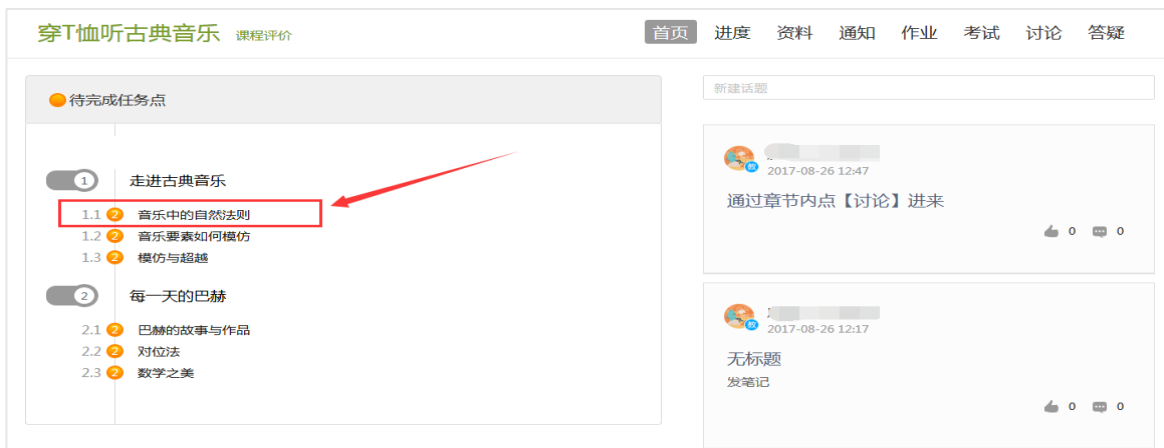 穿T恤听古典音乐 课程评价
首页 进度 资料 通知 作业 考试 讨论 答疑
待完成任务点
1 走进古典音乐
1.1 2 音乐中的自然法则
1.2 2 音乐要素如何模仿
1.3 2 模仿与超越
2 每一天的巴赫
2.1 2 巴赫的故事与作品
2.2 2 对位法
2.3 2 数学之美
新建话题
教
2017-08-26 12:47
通过章节内点【讨论】进来
0 0
教
2017-08-26 12:17
无标题
发笔记
0 0